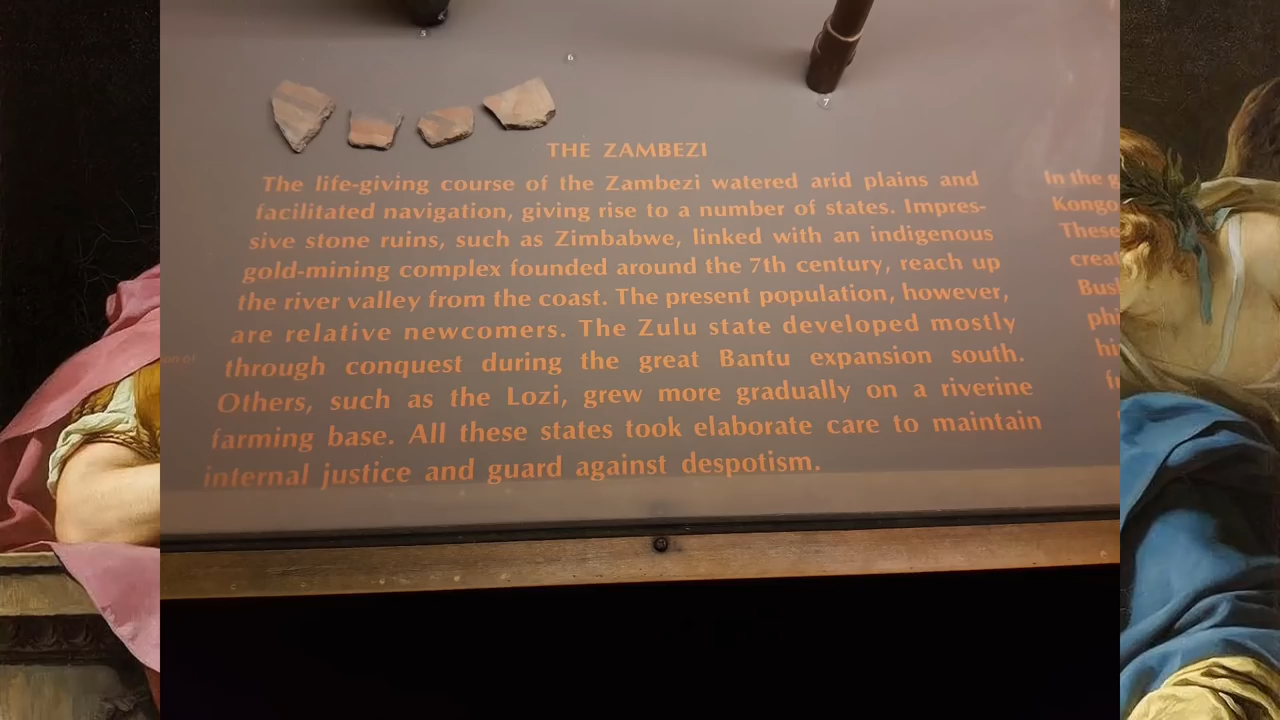 5
6
7
THE ZAMBEZI
The life-giving course of the Zambezi watered arid plains and
facilitated navigation, giving rise to a number of states. Impres-
sive stone ruins, such as Zimbabwe, linked with an indigenous
gold-mining complex founded around the 7th century, reach up
the river valley from the coast. The present population, however,
are relative newcomers. The Zulu state developed mostly
through conquest during the great Bantu expansion south.
Others, such as the Lozi, grew more gradually on a riverine
farming base. All these states took elaborate care to maintain
internal justice and guard against despotism.
In the
Kongo
These